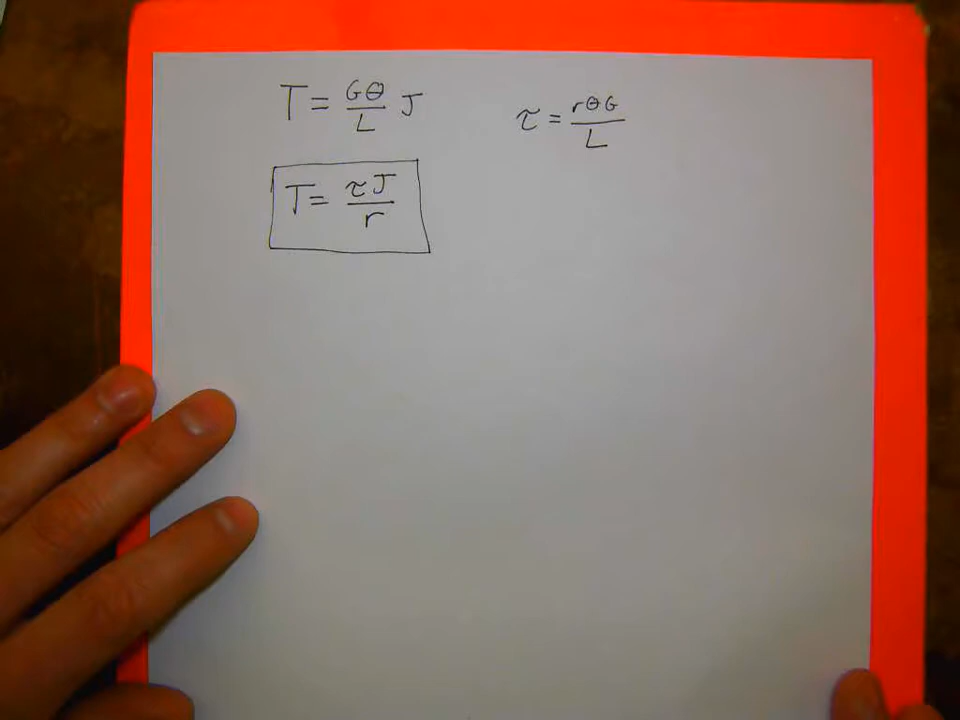 T = Gθ/L J
τ = rθG/L
T = τJ/r